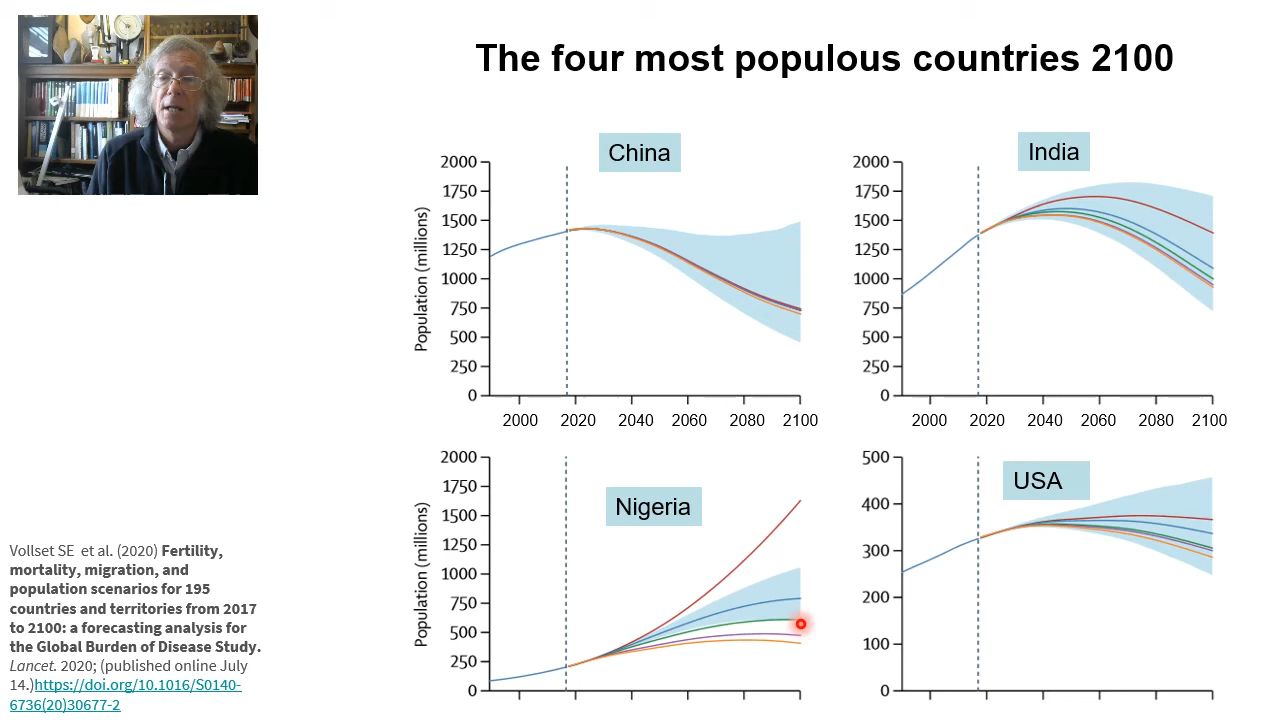 The four most populous countries 2100
China
2000
1750
1500
1250
1000
750
500
250
0
Population (millions)
2000 2020 2040 2060 2080 2100
India
2000
1750
1500
1250
1000
750
500
250
0
2000 2020 2040 2060 2080 2100
Nigeria
2000
1750
1500
1250
1000
750
500
250
0
Population (millions)
USA
500
400
300
200
100
0
Vollset SE et al. (2020) Fertility,
mortality, migration, and
population scenarios for 195
countries and territories from 2017
to 2100: a forecasting analysis for
the Global Burden of Disease Study.
Lancet. 2020; (published online July
14.)https://doi.org/10.1016/S0140-
6736(20)30677-2